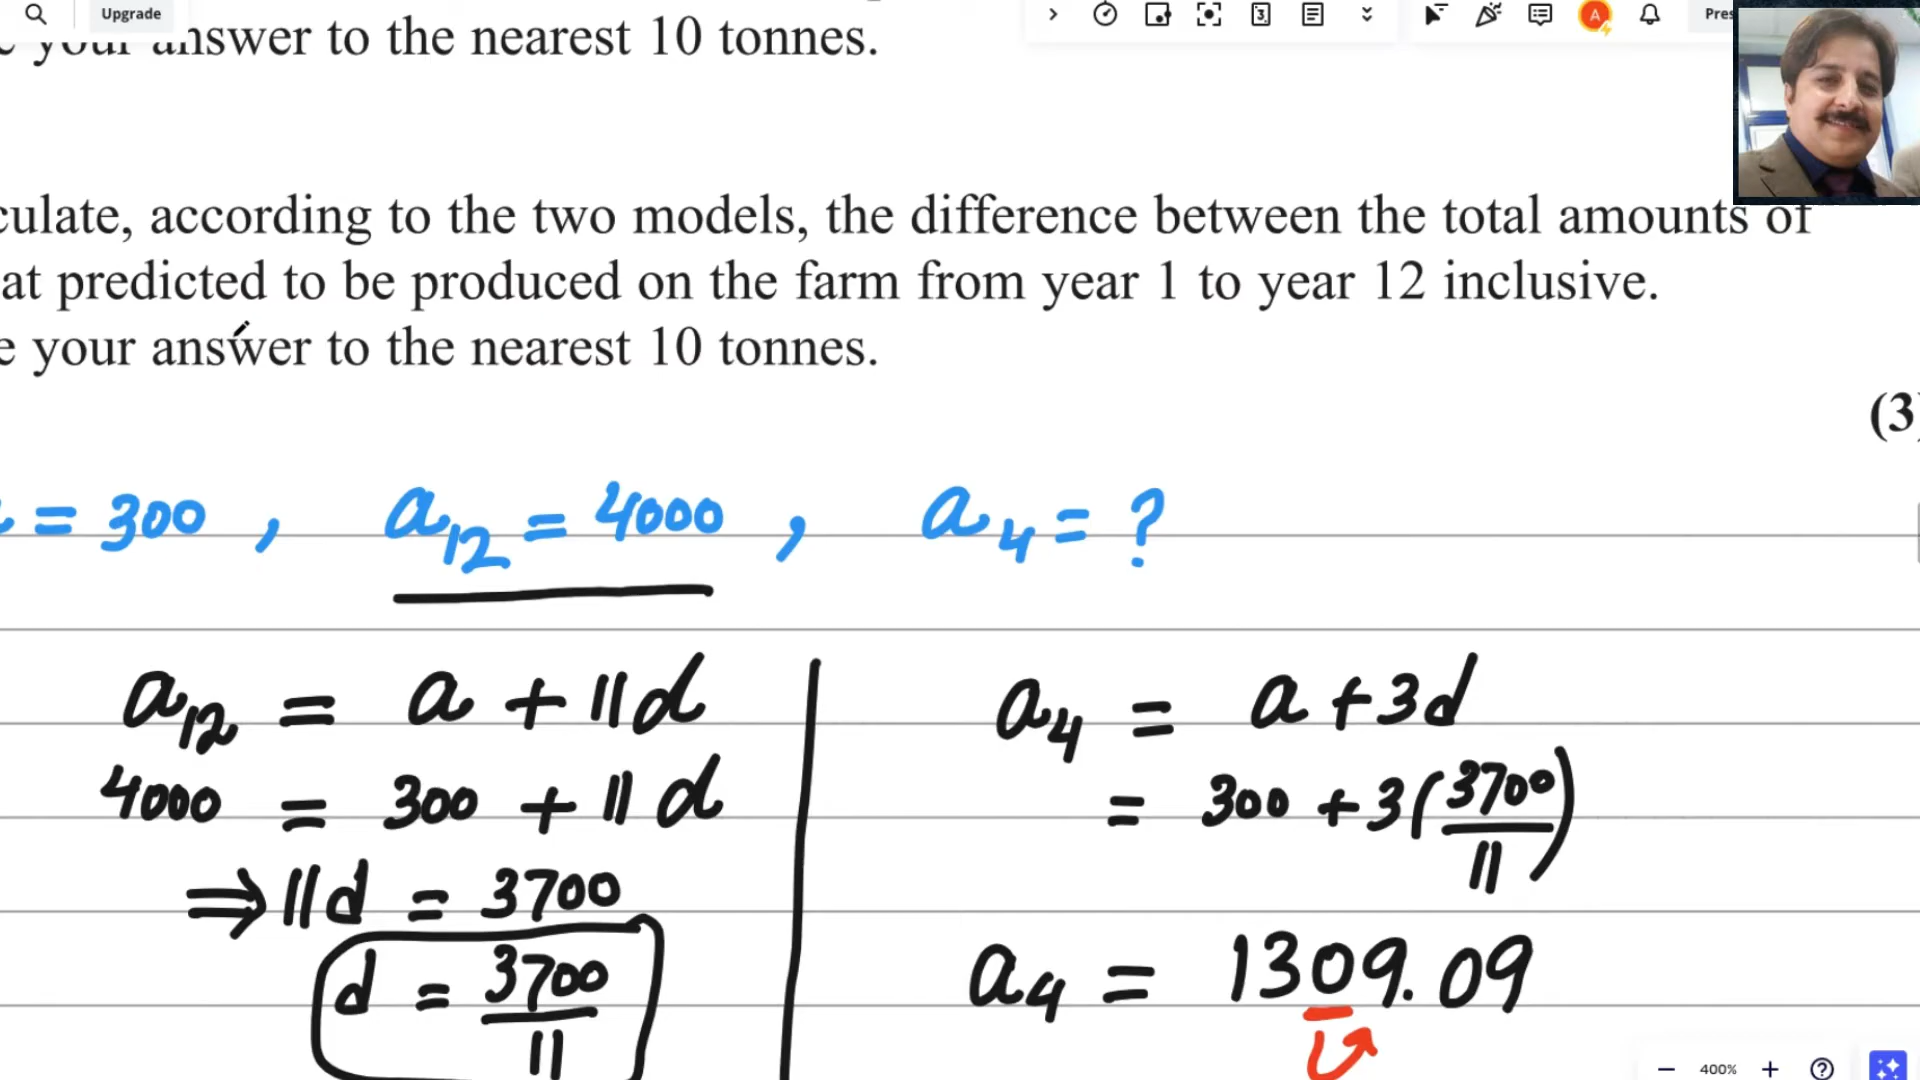 Upgrade
your answer to the nearest 10 tonnes.
culate, according to the two models, the difference between the total amounts of
at predicted to be produced on the farm from year 1 to year 12 inclusive.
e your answer to the nearest 10 tonnes.
(3)
= 300 , a₁₂ = 4000 , a₄ = ?
a₁₂ = a + 11d
4000 = 300 + 11d
⇒ 11d = 3700
d = 3700/11
a₄ = a + 3d
= 300 + 3(3700/11)
a₄ = 1309.09
A
3
400%